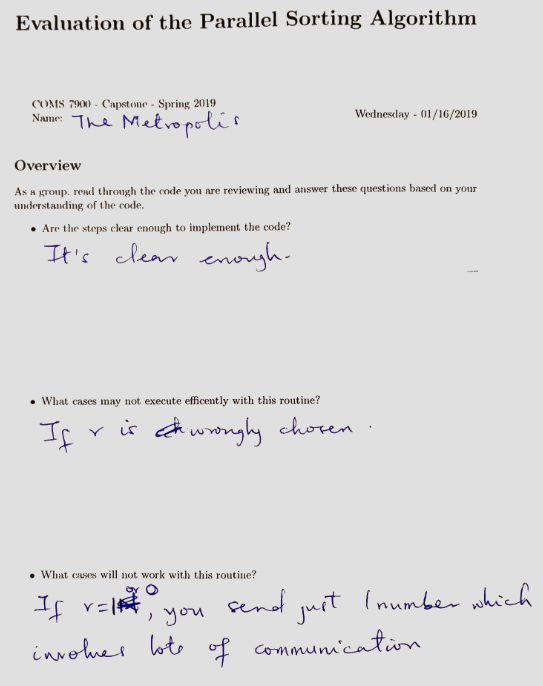 Evaluation of the Parallel Sorting Algorithm
COMS 7900 - Capstone - Spring 2019
Name: The Metropolis
Wednesday - 01/16/2019
Overview
As a group, read through the code you are reviewing and answer these questions based on your
understanding of the code.
• Are the steps clear enough to implement the code?
It's clear enough.
• What cases may not execute efficently with this routine?
If r is wrongly chosen.
• What cases will not work with this routine?
If r=1 or 0, you send just 1 number which
involves lots of communication